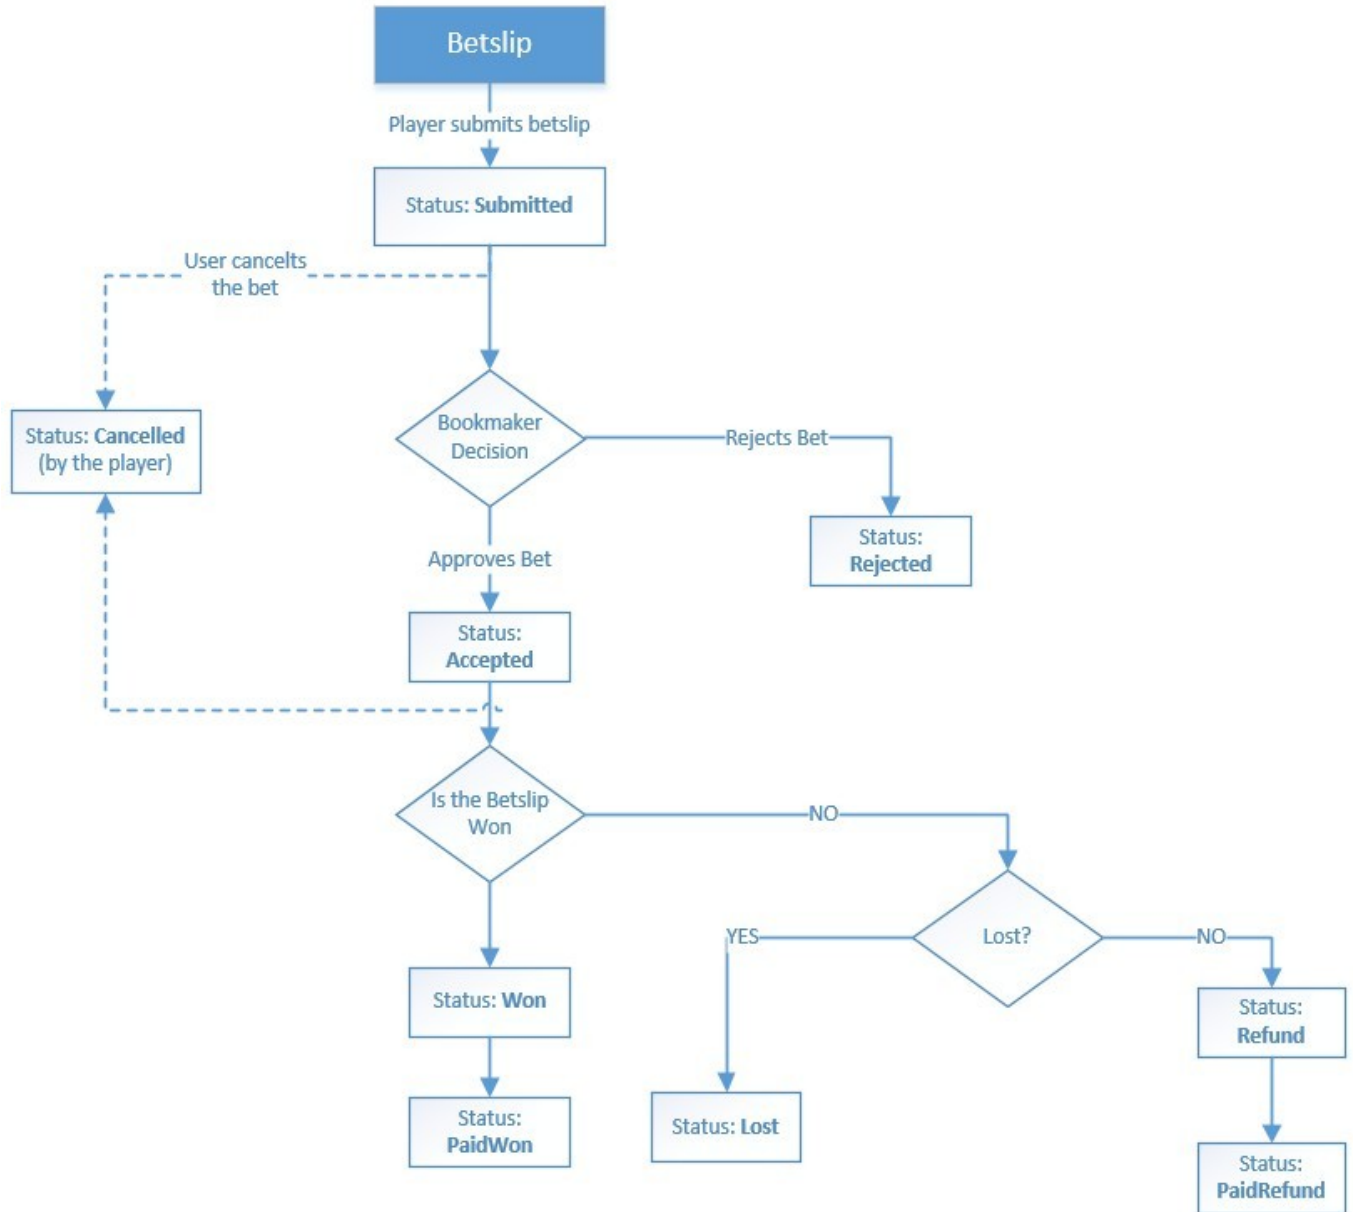 Betslip
Player submits betslip
Status: Submitted
User cancelts
the bet
Status: Cancelled
(by the player)
Bookmaker
Decision
Rejects Bet
Status:
Rejected
Approves Bet
Status:
Accepted
Is the Betslip
Won
NO
Lost?
YES
NO
Status: Won
Status:
Refund
Status:
PaidWon
Status: Lost
Status:
PaidRefund